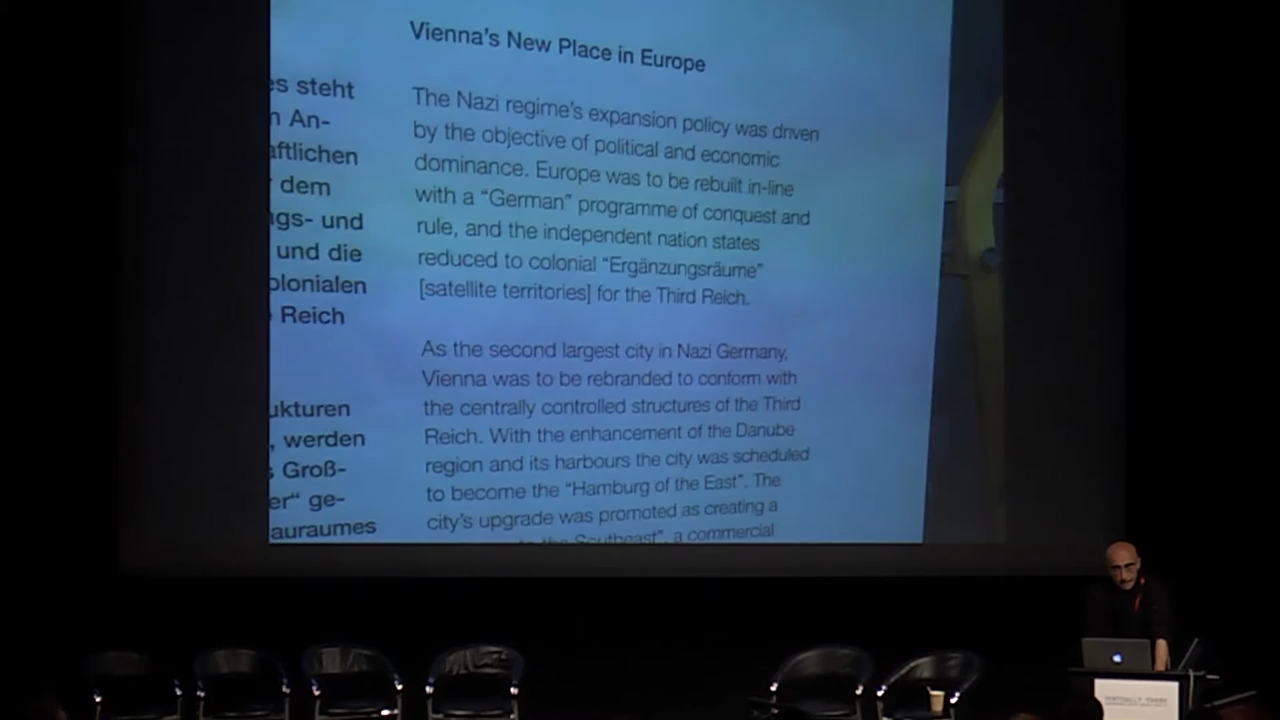 Vienna's New Place in Europe
The Nazi regime's expansion policy was driven
by the objective of political and economic
dominance. Europe was to be rebuilt in-line
with a “German” programme of conquest and
rule, and the independent nation states
reduced to colonial “Ergänzungsräume”
[satellite territories] for the Third Reich.
As the second largest city in Nazi Germany,
Vienna was to be rebranded to conform with
the centrally controlled structures of the Third
Reich. With the enhancement of the Danube
region and its harbours the city was scheduled
to become the “Hamburg of the East”. The
city's upgrade was promoted as creating a
to the Southeast”, a commercial
es steht
n An-
aftlichen
dem
gs- und
und die
olonialen
Reich
ukturen
, werden
s Groß-
er“ ge-
auraumes
VIRTUALLY THERE